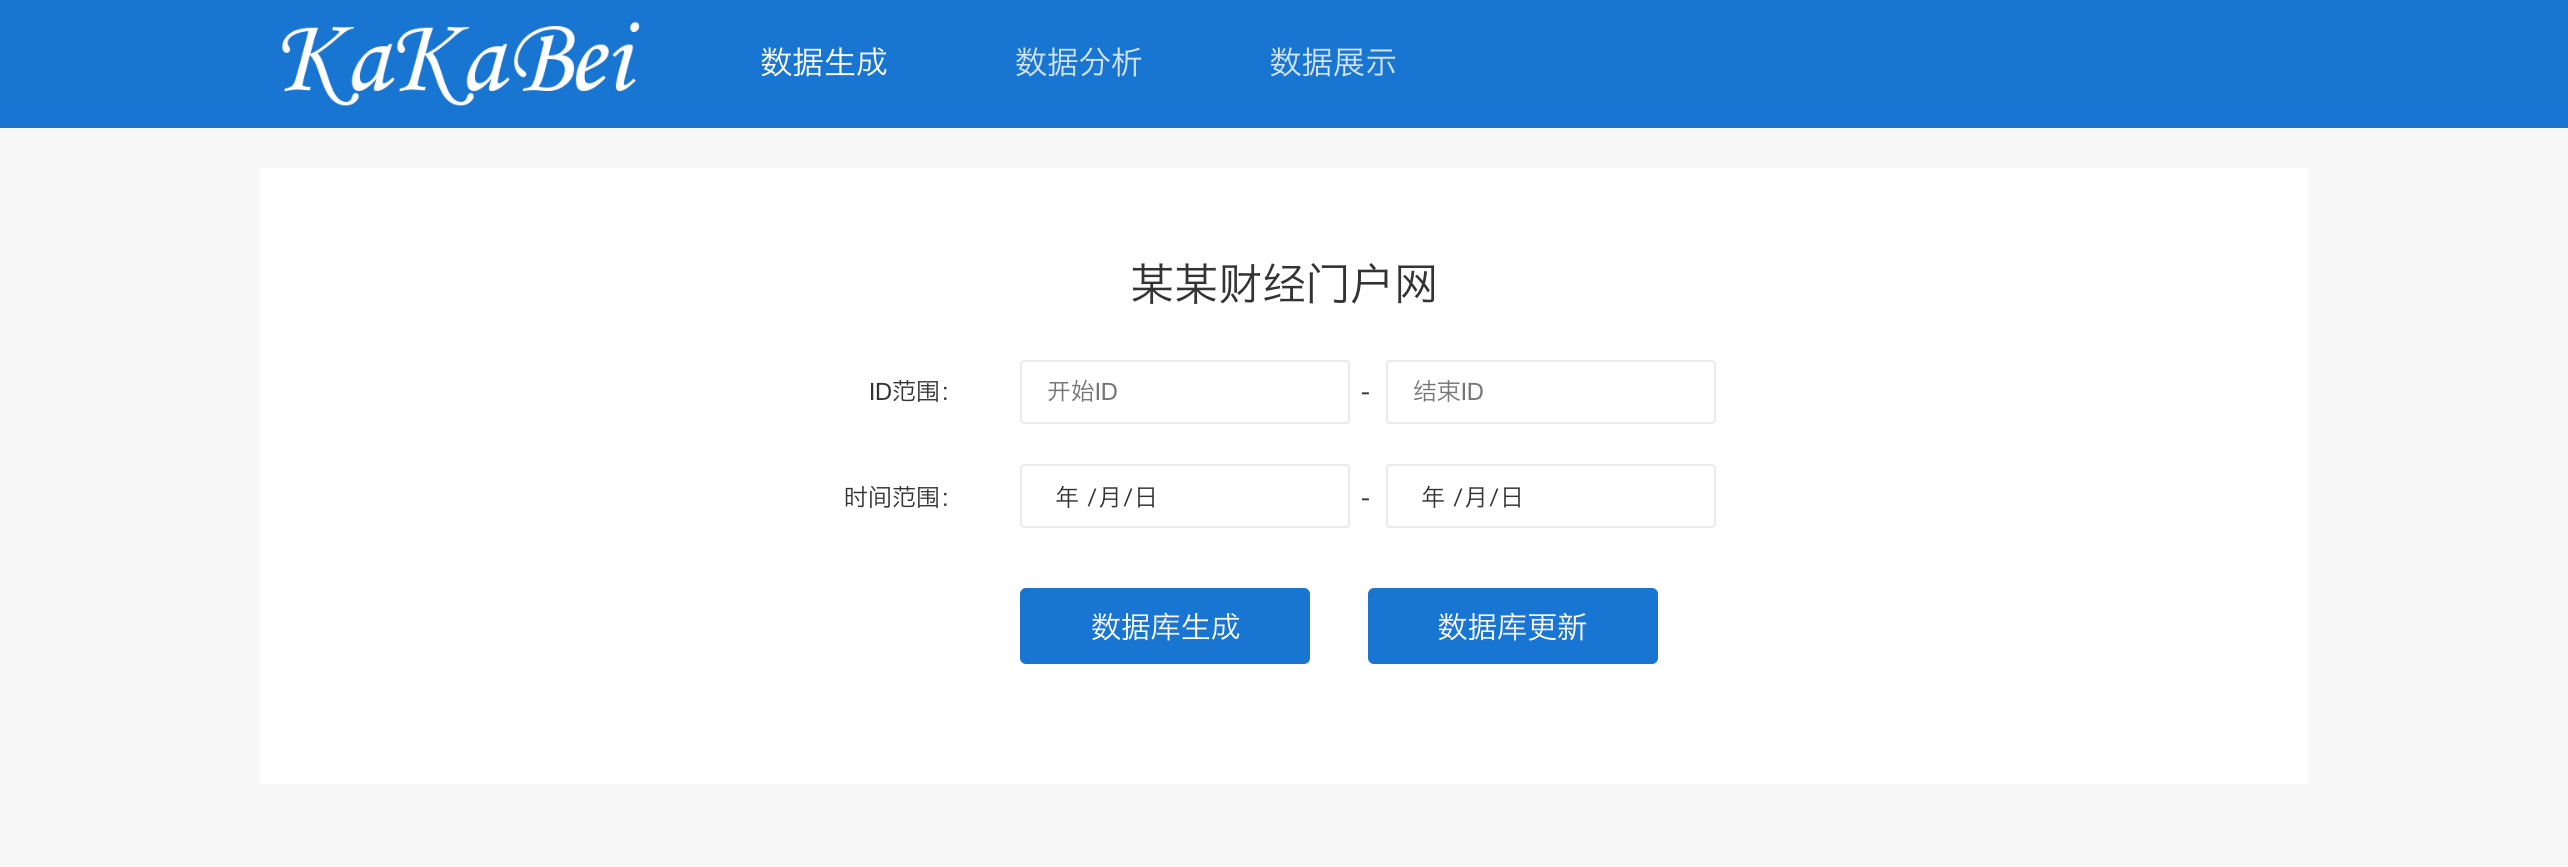 KaKaBei 数据生成 数据分析 数据展示
某某财经门户网
ID范围： 开始ID - 结束ID
时间范围： 年 /月/日 - 年 /月/日
数据库生成 数据库更新